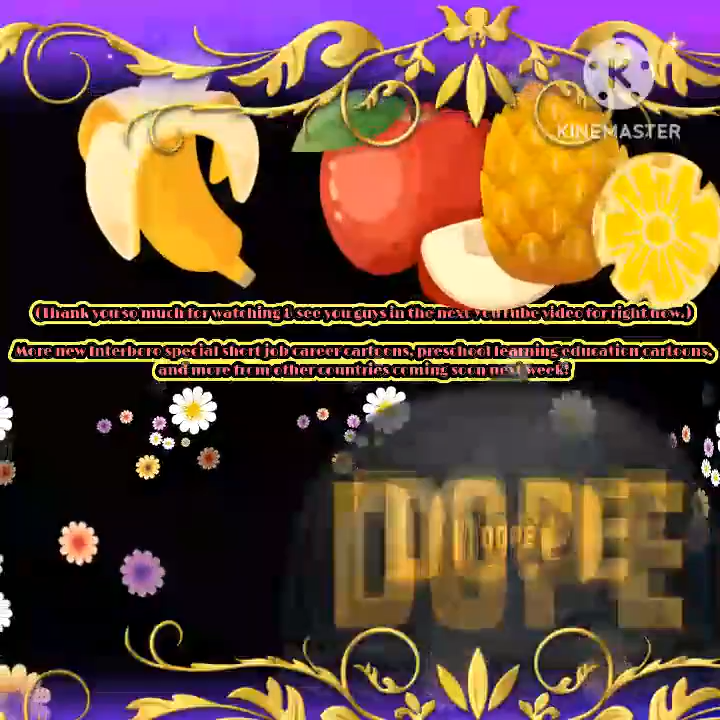 K
KINEMASTER
(Thank you so much for watching & see you guys in the next YouTube video for right now.)
More new Interboro special short job career cartoons, preschool learning education cartoons,
and more from other countries coming soon next week!
DOPE
DOPE